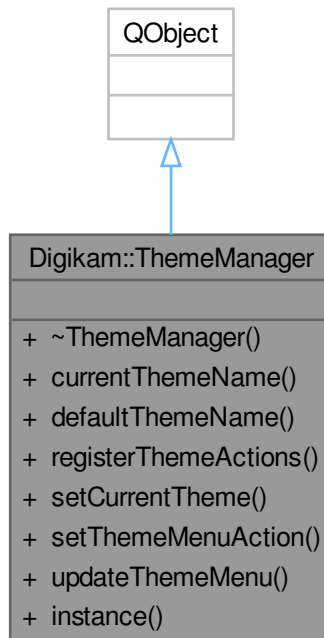 QObject
Digikam::ThemeManager
+ ~ThemeManager()
+ currentThemeName()
+ defaultThemeName()
+ registerThemeActions()
+ setCurrentTheme()
+ setThemeMenuAction()
+ updateThemeMenu()
+ instance()